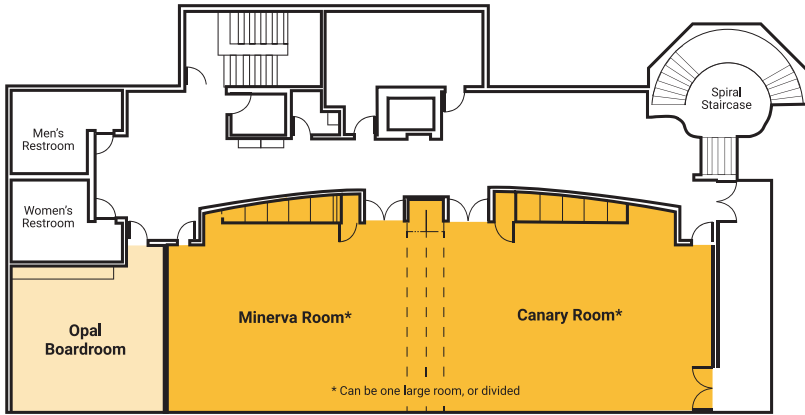 Spiral
Staircase
Men's
Restroom
Women's
Restroom
Opal
Boardroom
Minerva Room*
Canary Room*
* Can be one large room, or divided